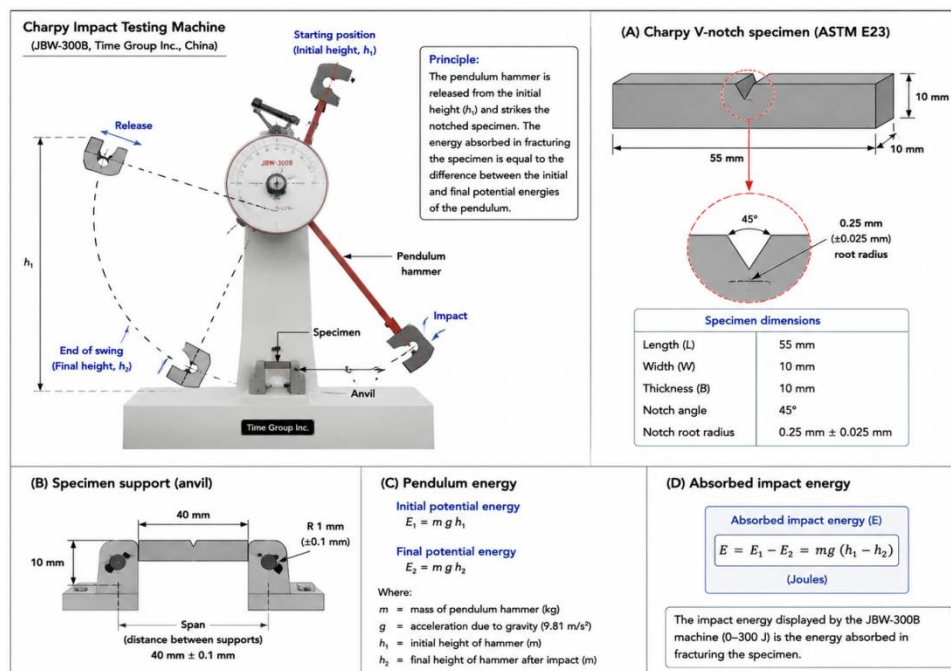 Charpy Impact Testing Machine
(JBW-300B, Time Group Inc., China)
Starting position
(Initial height, h₁)
Principle:
The pendulum hammer is
released from the initial
height (h₁) and strikes the
notched specimen. The
energy absorbed in fracturing
the specimen is equal to the
difference between the initial
and final potential energies
of the pendulum.
Release
JBW-300B
h₁
Pendulum
hammer
Impact
Specimen
End of swing
(Final height, h₂)
Anvil
Time Group Inc.
(A) Charpy V-notch specimen (ASTM E23)
10 mm
10 mm
55 mm
45°
0.25 mm
(±0.025 mm)
root radius
Specimen dimensions
Length (L) 55 mm
Width (W) 10 mm
Thickness (B) 10 mm
Notch angle 45°
Notch root radius 0.25 mm ± 0.025 mm
(B) Specimen support (anvil)
40 mm
R 1 mm
(±0.1 mm)
10 mm
Span
(distance between supports)
40 mm ± 0.1 mm
(C) Pendulum energy
Initial potential energy
E₁ = m g h₁
Final potential energy
E₂ = m g h₂
Where:
m = mass of pendulum hammer (kg)
g = acceleration due to gravity (9.81 m/s²)
h₁ = initial height of hammer (m)
h₂ = final height of hammer after impact (m)
(D) Absorbed impact energy
Absorbed impact energy (E)
E = E₁ − E₂ = mg (h₁ − h₂)
(Joules)
The impact energy displayed by the JBW-300B
machine (0–300 J) is the energy absorbed in
fracturing the specimen.